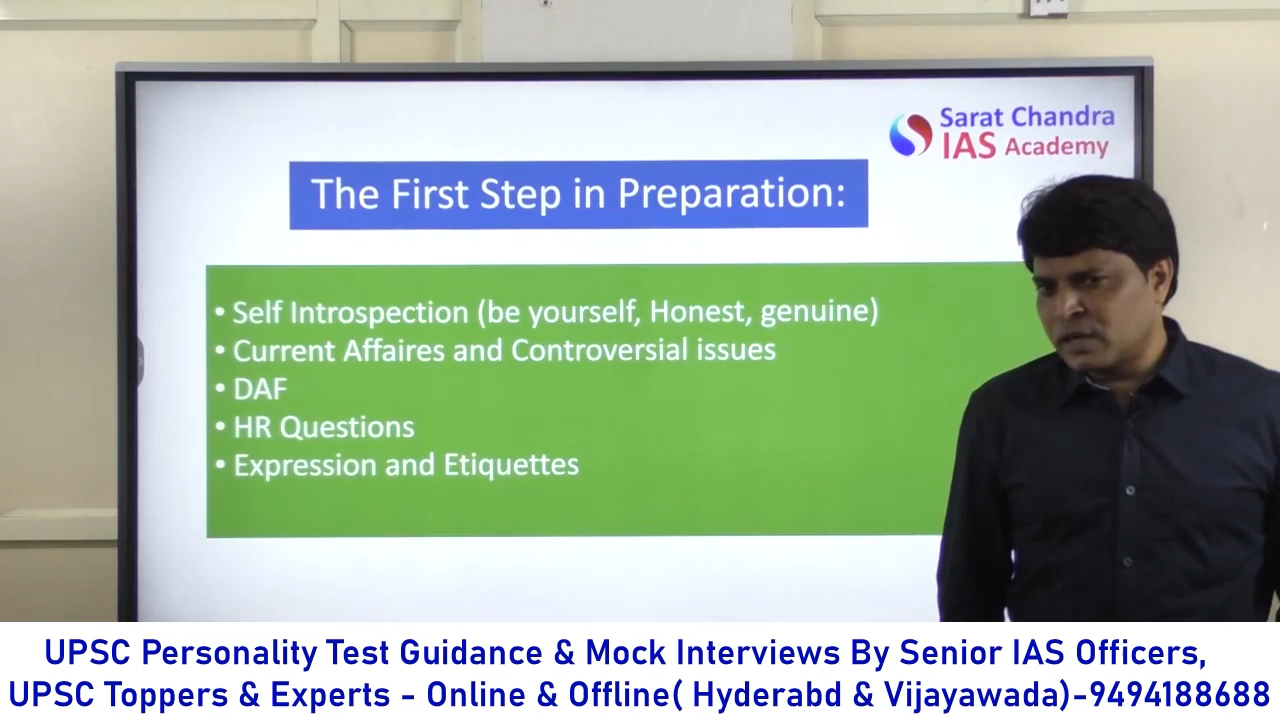 Sarat Chandra
IAS Academy
The First Step in Preparation:
• Self Introspection (be yourself, Honest, genuine)
• Current Affaires and Controversial issues
• DAF
• HR Questions
• Expression and Etiquettes
UPSC Personality Test Guidance & Mock Interviews By Senior IAS Officers,
UPSC Toppers & Experts - Online & Offline( Hyderabd & Vijayawada)-9494188688